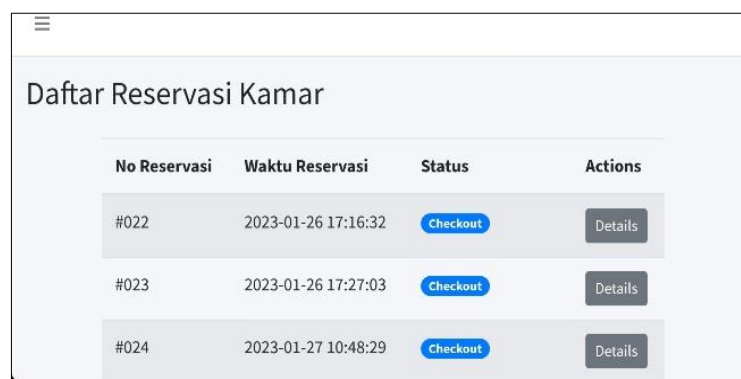 Daftar Reservasi Kamar
No Reservasi Waktu Reservasi Status Actions
#022 2023-01-26 17:16:32 Checkout Details
#023 2023-01-26 17:27:03 Checkout Details
#024 2023-01-27 10:48:29 Checkout Details